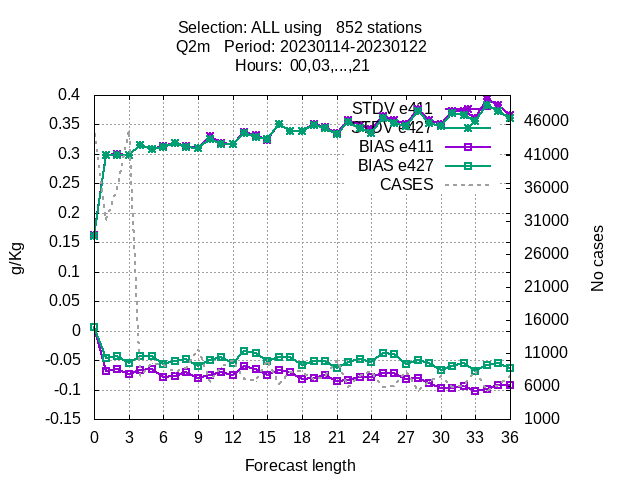 Selection: ALL using   852 stations
Q2m   Period: 20230114-20230122
Hours:  00,03,...,21
STDV e411
STDV e427
BIAS e411
BIAS e427
CASES
0.4
0.35
0.3
0.25
0.2
0.15
0.1
0.05
0
-0.05
-0.1
-0.15
g/Kg
46000
41000
36000
31000
26000
21000
16000
11000
6000
1000
No cases
0 3 6 9 12 15 18 21 24 27 30 33 36
Forecast length